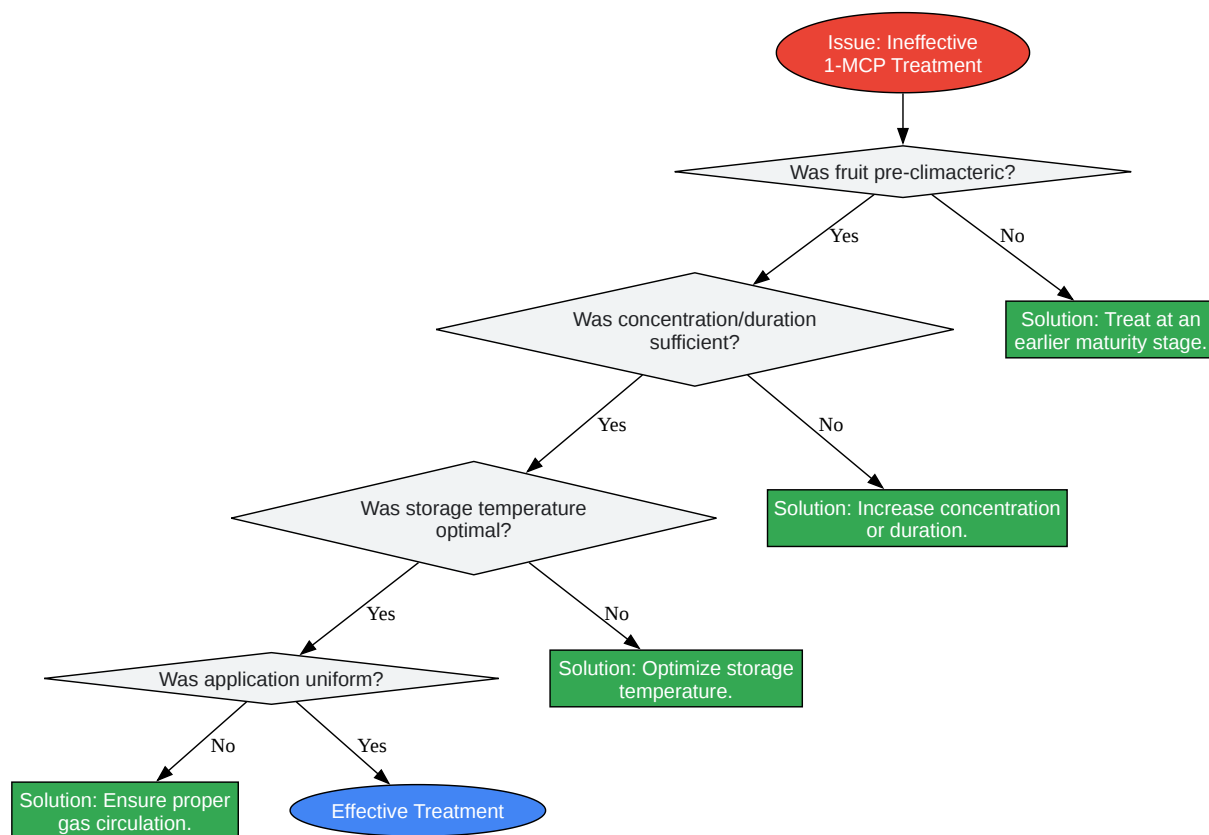 Issue: Ineffective
1-MCP Treatment
Was fruit pre-climacteric?
Yes
No
Was concentration/duration
sufficient?
Solution: Treat at an
earlier maturity stage.
Yes
No
Was storage temperature
optimal?
Solution: Increase concentration
or duration.
Yes
No
Was application uniform?
Solution: Optimize storage
temperature.
No
Yes
Solution: Ensure proper
gas circulation.
Effective Treatment